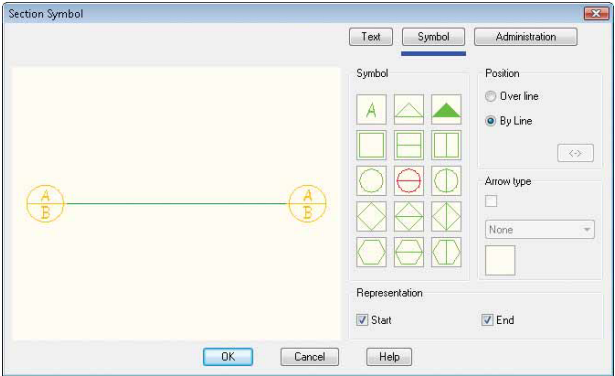 Section Symbol
Text Symbol Administration
Symbol
A
Position
Over line
By Line
<->
Arrow type
None
A A
B B
Representation
Start End
OK Cancel Help